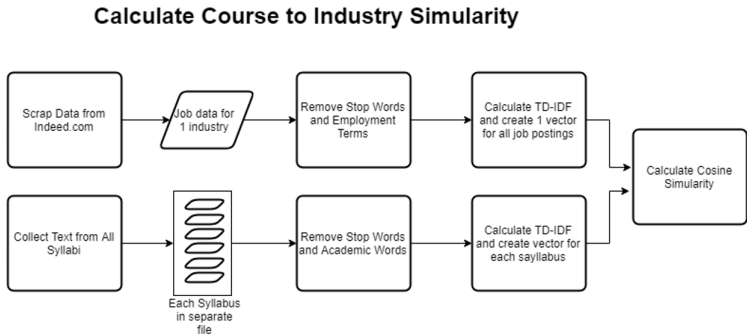 Calculate Course to Industry Simularity
Scrap Data from
Indeed.com
Job data for
1 industry
Remove Stop Words
and Employment
Terms
Calculate TD-IDF
and create 1 vector
for all job postings
Calculate Cosine
Simularity
Collect Text from All
Syllabi
Each Syllabus
in separate
file
Remove Stop Words
and Academic Words
Calculate TD-IDF
and create vector for
each sayllabus